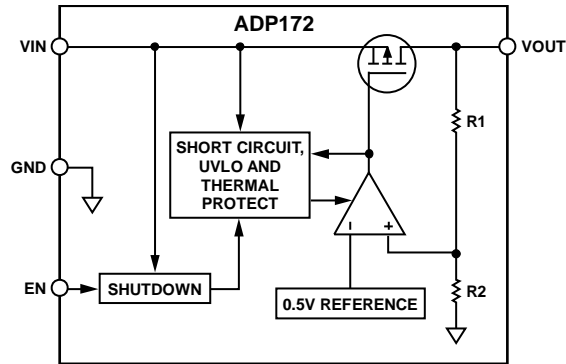 ADP172
VIN
VOUT
R1
SHORT CIRCUIT,
UVLO AND
THERMAL
PROTECT
GND
EN
SHUTDOWN
0.5V REFERENCE
R2